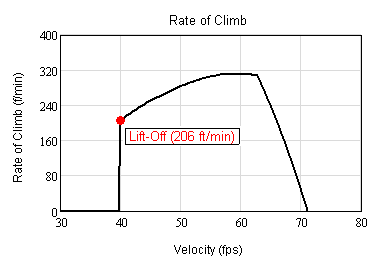 Rate of Climb
400
320
240
160
80
0
Rate of Climb (f/min)
Lift-Off (206 ft/min)
30 40 50 60 70 80
Velocity (fps)